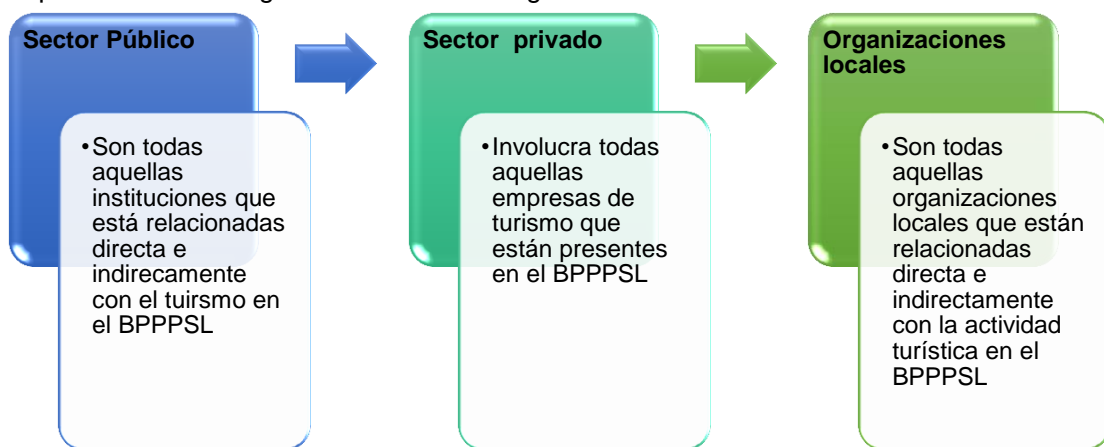 Sector Público
•Son todas
aquellas
instituciones que
está relacionadas
directa e
indirecamente
con el tuirsmo en
el BPPPSL
Sector privado
•Involucra todas
aquellas
empresas de
turismo que
están presentes
en el BPPPSL
Organizaciones
locales
•Son todas
aquellas
organizaciones
locales que están
relacionadas
directa e
indirectamente
con la actividad
turística en el
BPPPSL